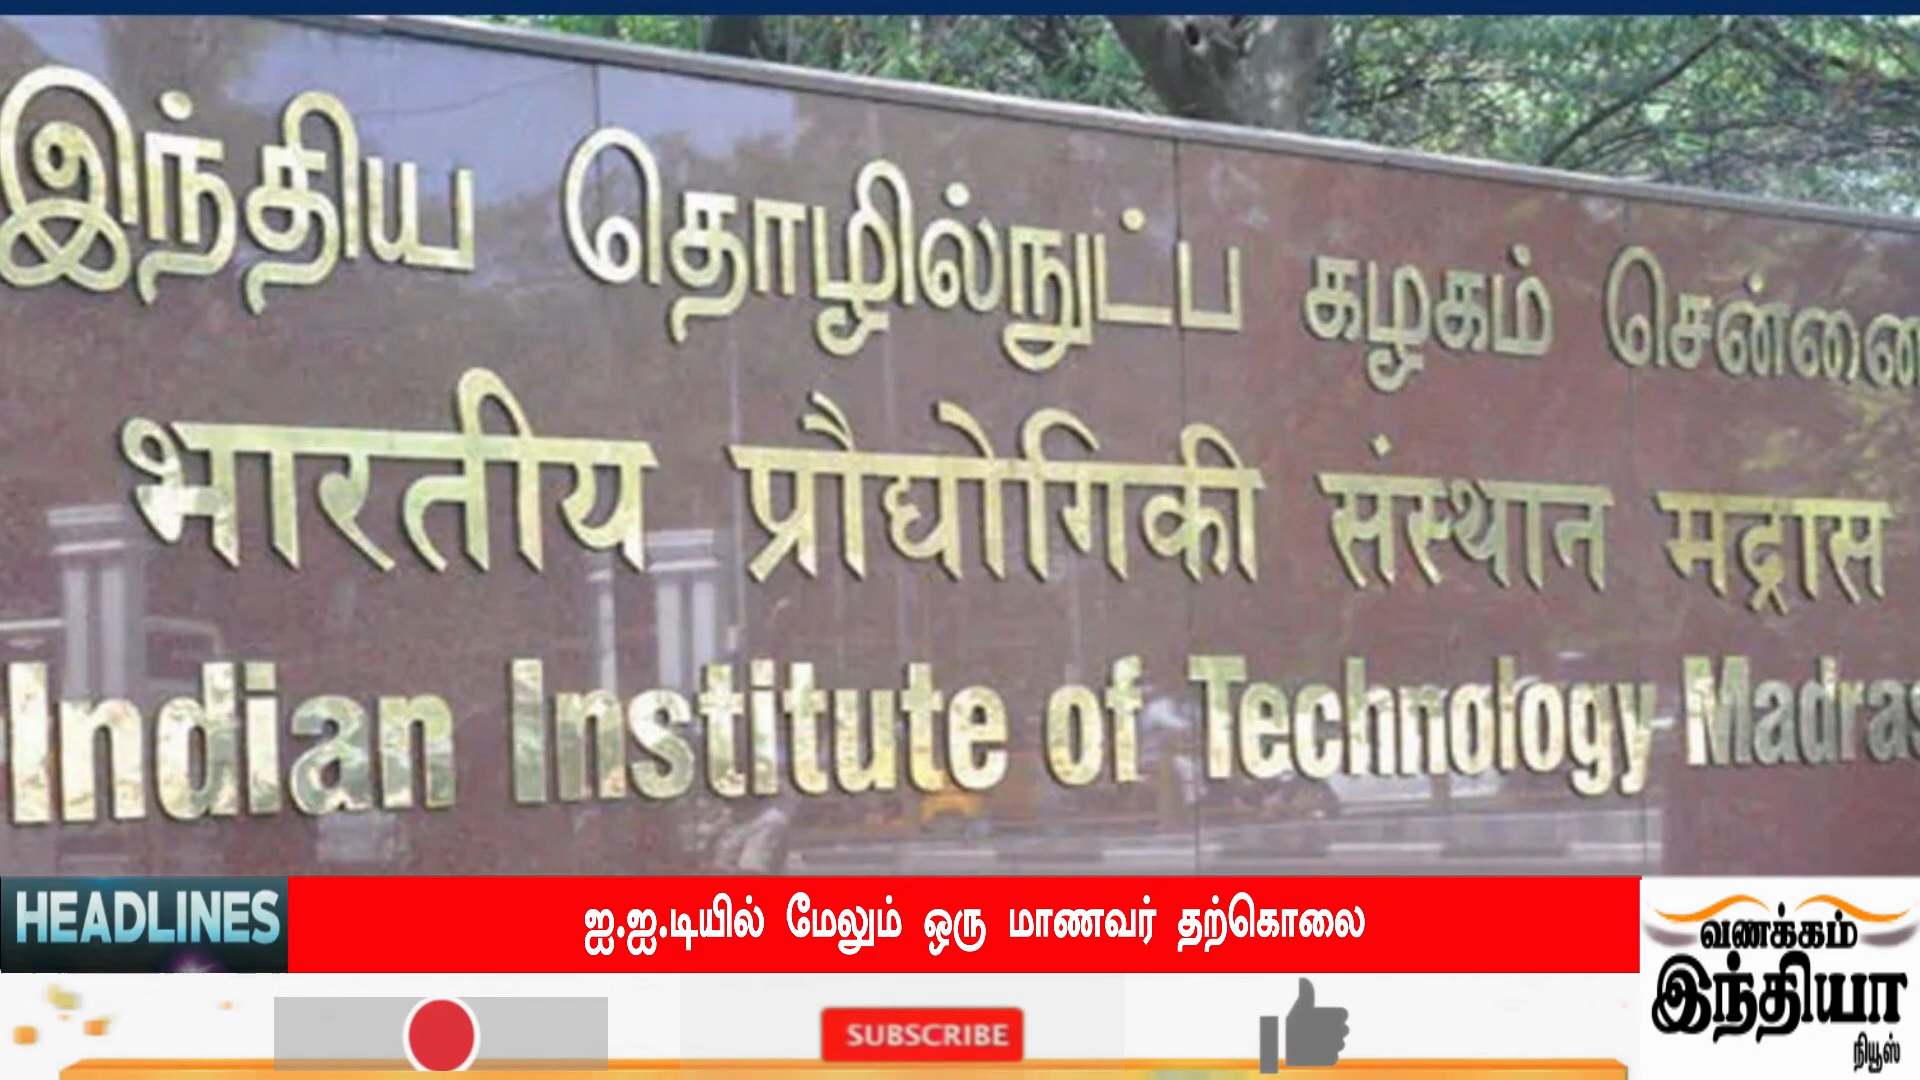 இந்திய தொழில்நுட்ப கழகம் சென்னை
भारतीय प्रौद्योगिकी संस्थान मद्रास
Indian Institute of Technology Madras
HEADLINES
ஐ.ஐ.டியில் மேலும் ஒரு மாணவர் தற்கொலை
வணக்கம்
இந்தியா
நியூஸ்
SUBSCRIBE